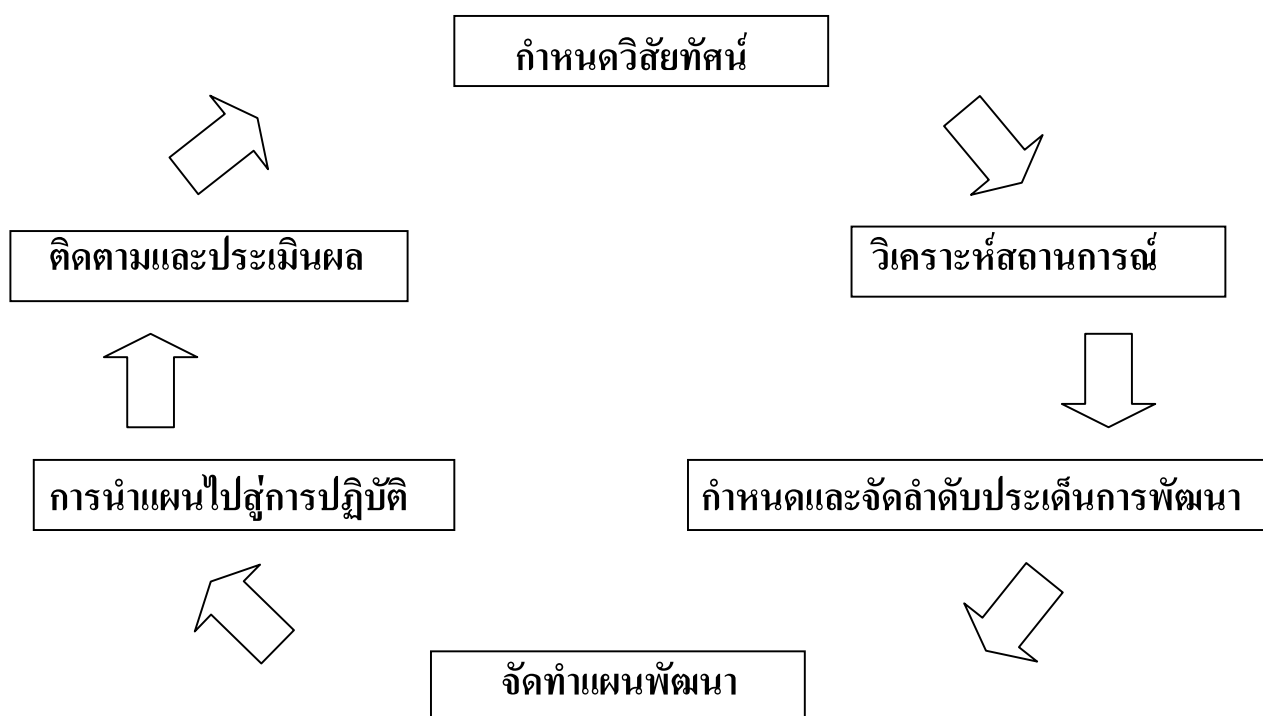 กำหนดวิสัยทัศน์
ติดตามและประเมินผล
วิเคราะห์สถานการณ์
การนำแผนไปสู่การปฏิบัติ
กำหนดและจัดลำดับประเด็นการพัฒนา
จัดทำแผนพัฒนา